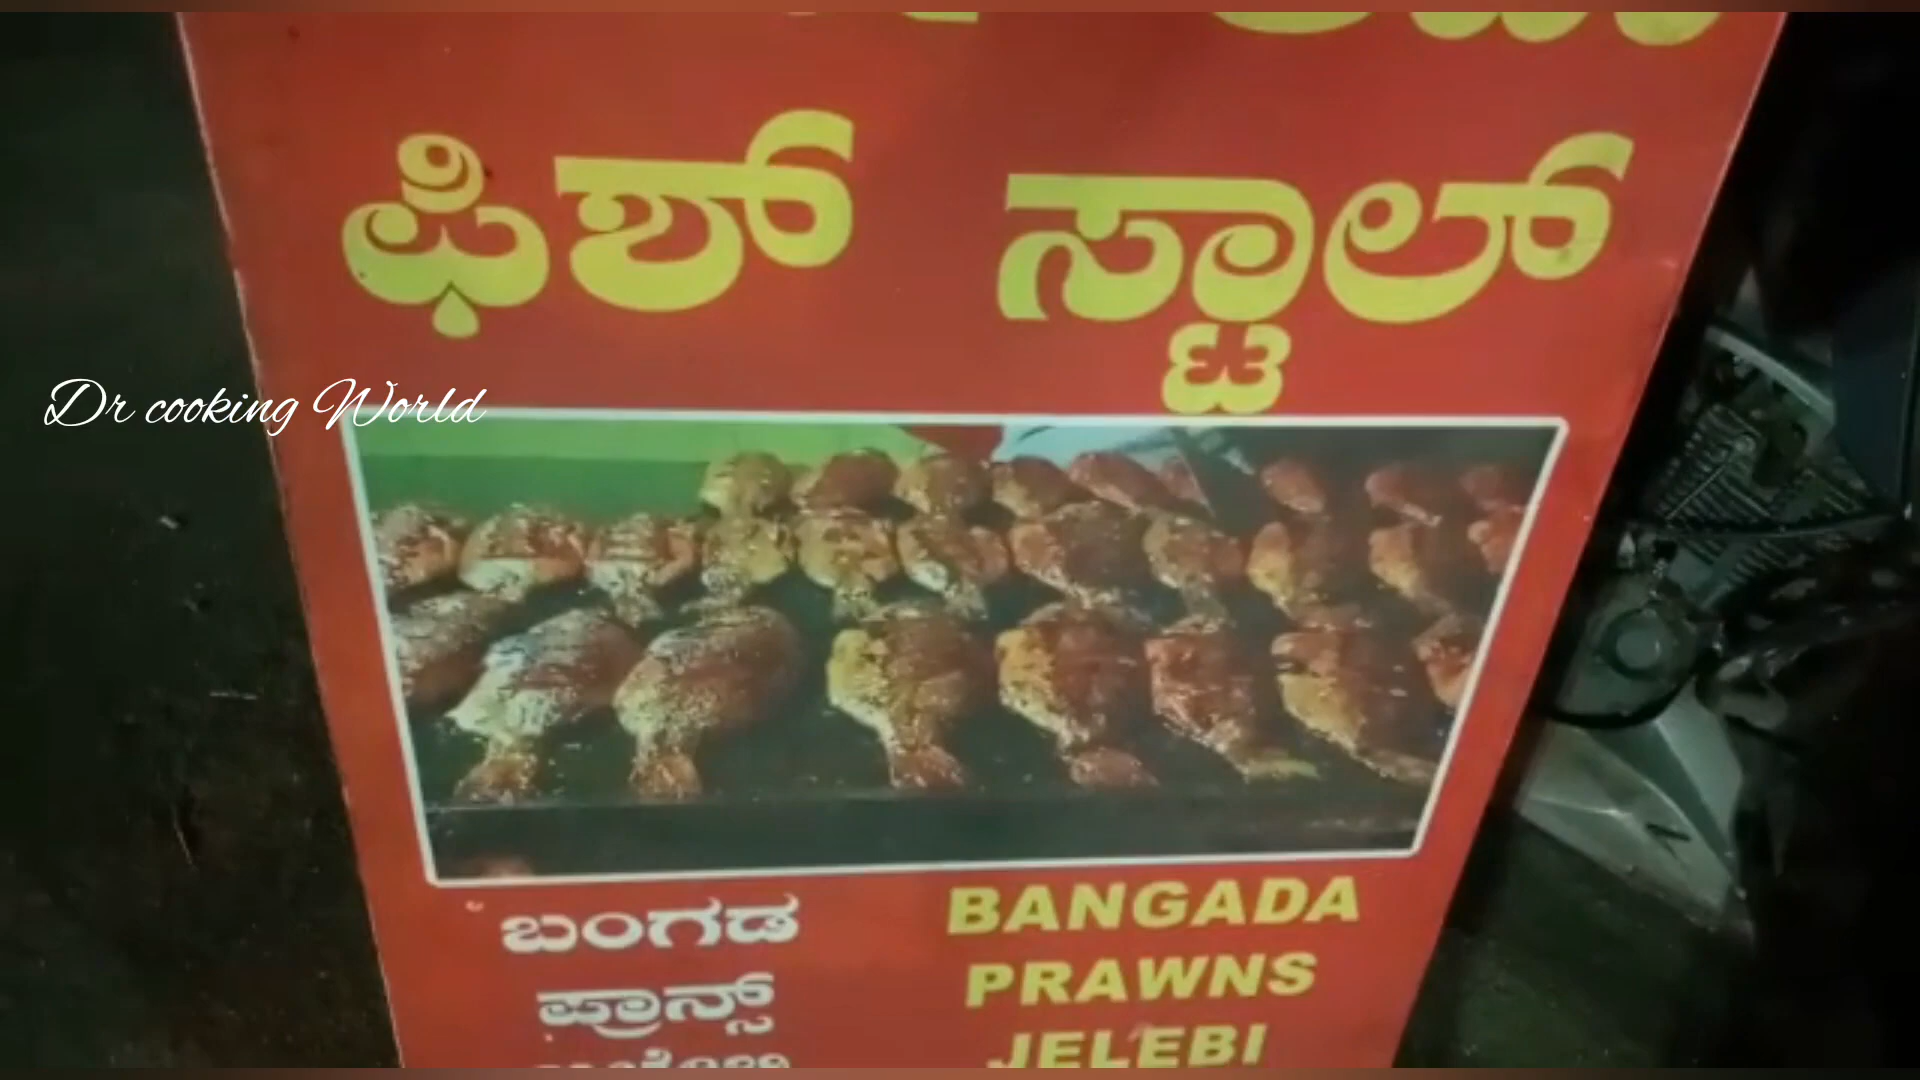 ಫಿಶ್ ಸ್ಟಾಲ್
Dr cooking World
ಬಂಗಡ
BANGADA
ಪ್ರಾನ್ಸ್
PRAWNS
JELEBI